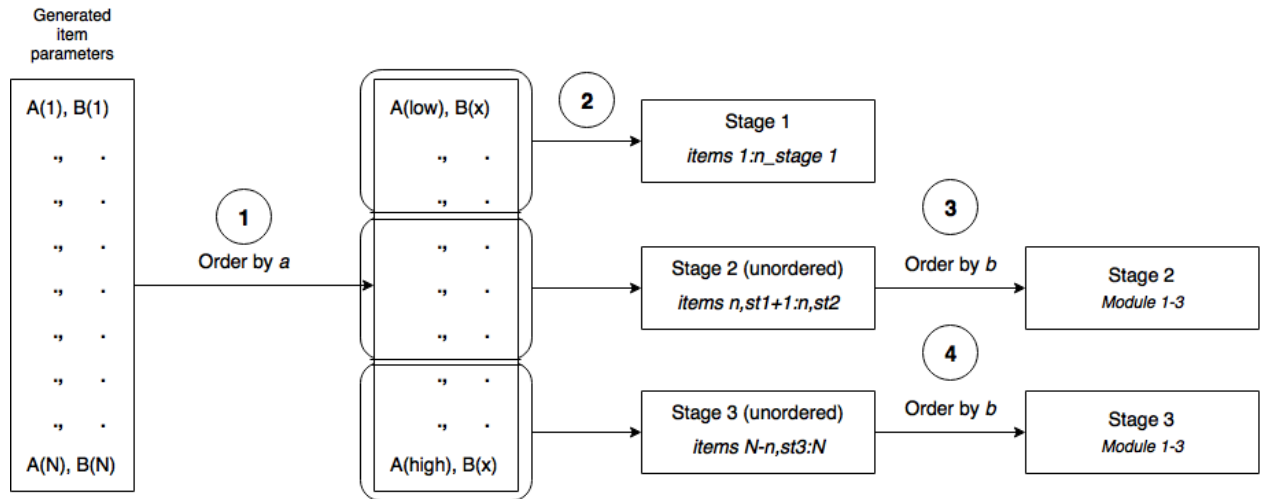 Generated
item
parameters
A(1), B(1)
., .
., .
., .
., .
., .
., .
., .
A(N), B(N)
1
Order by a
A(low), B(x)
., .
., .
., .
., .
., .
., .
., .
A(high), B(x)
2
Stage 1
items 1:n_stage 1
Stage 2 (unordered)
items n,st1+1:n,st2
3
Order by b
Stage 2
Module 1-3
Stage 3 (unordered)
items N-n,st3:N
4
Order by b
Stage 3
Module 1-3